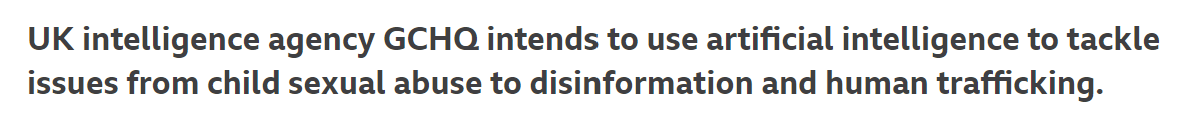 UK intelligence agency GCHQ intends to use artificial intelligence to tackle
issues from child sexual abuse to disinformation and human trafficking.